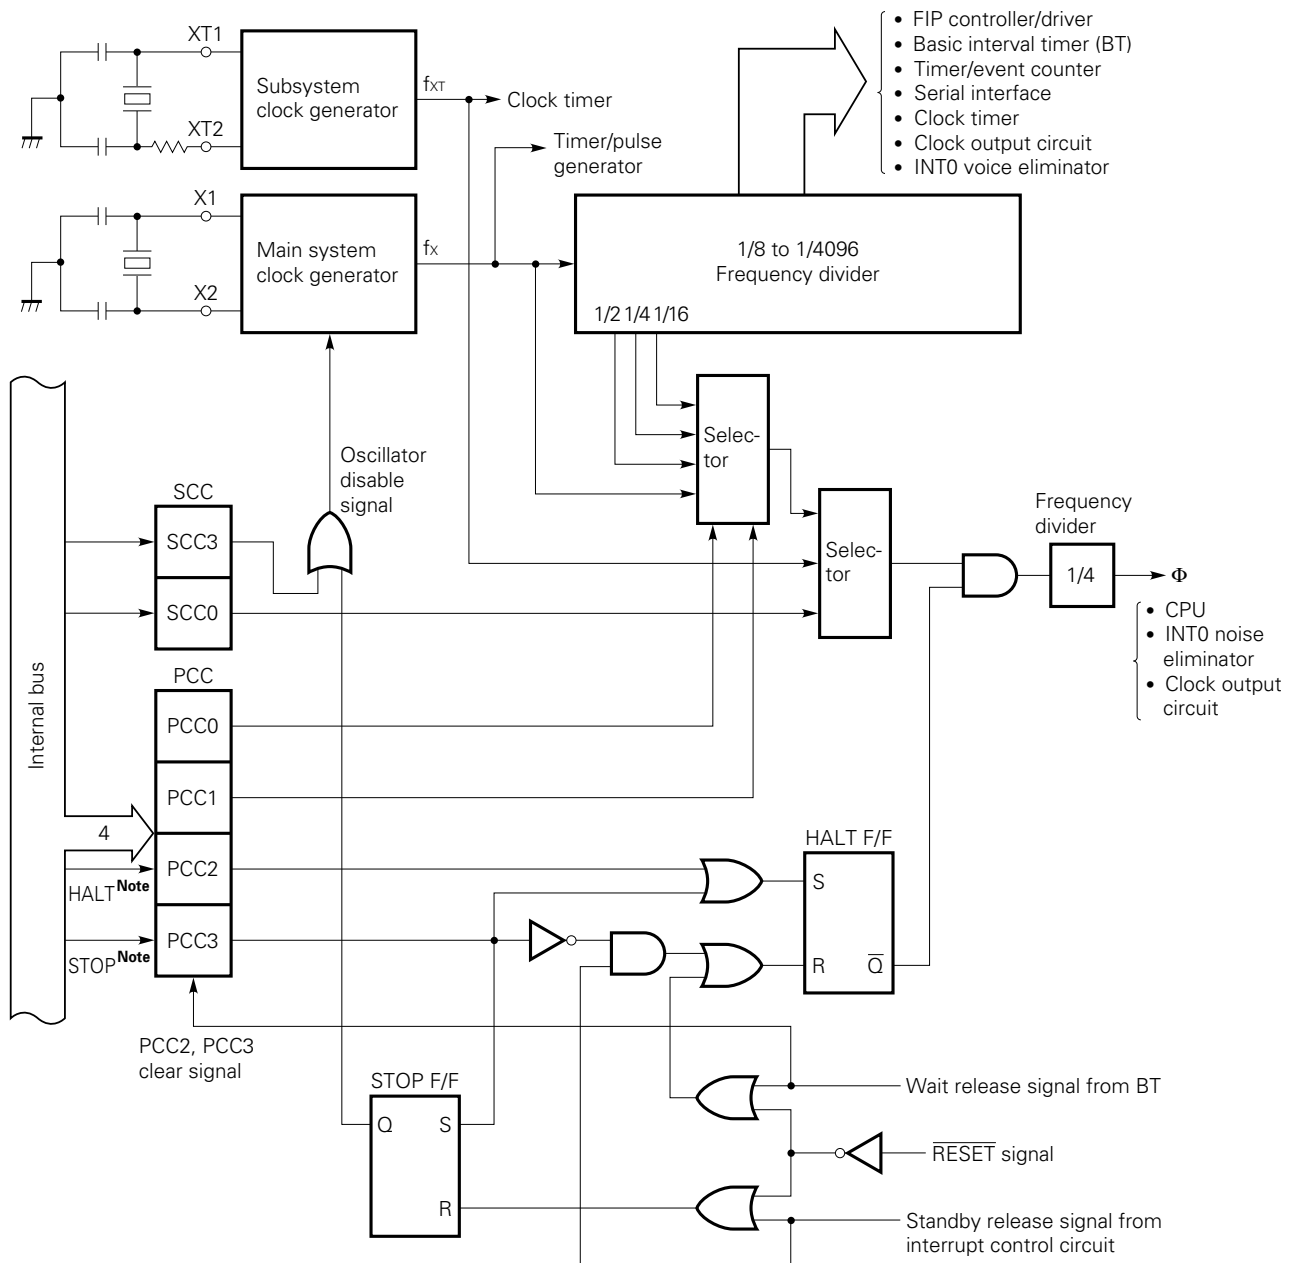 XT1
XT2
Subsystem
clock generator
fXT
Clock timer
Timer/pulse
generator
• FIP controller/driver
• Basic interval timer (BT)
• Timer/event counter
• Serial interface
• Clock timer
• Clock output circuit
• INT0 voice eliminator
X1
X2
Main system
clock generator
fX
1/8 to 1/4096
Frequency divider
1/2 1/4 1/16
Selec-
tor
Oscillator
disable
signal
SCC
SCC3
SCC0
Selec-
tor
Frequency
divider
1/4
Φ
• CPU
• INT0 noise
eliminator
• Clock output
circuit
Internal bus
PCC
PCC0
PCC1
4
PCC2
HALT Note
PCC3
STOP Note
HALT F/F
S
R
Q̅
PCC2, PCC3
clear signal
STOP F/F
Q
S
R
Wait release signal from BT
R̅E̅S̅E̅T̅ signal
Standby release signal from
interrupt control circuit